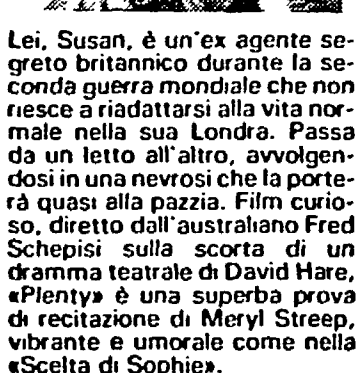 Lei, Susan, è un'ex agente se-
greto britannico durante la se-
conda guerra mondiale che non
riesce a riadattarsi alla vita nor-
male nella sua Londra. Passa
da un letto all'altro, avvolgen-
dosi in una nevrosi che la porte-
rà quasi alla pazzia. Film curio-
so, diretto dall'australiano Fred
Schepisi sulla scorta di un
dramma teatrale di David Hare,
«Plenty» è una superba prova
di recitazione di Meryl Streep,
vibrante e umorale come nella
«Scelta di Sophie».